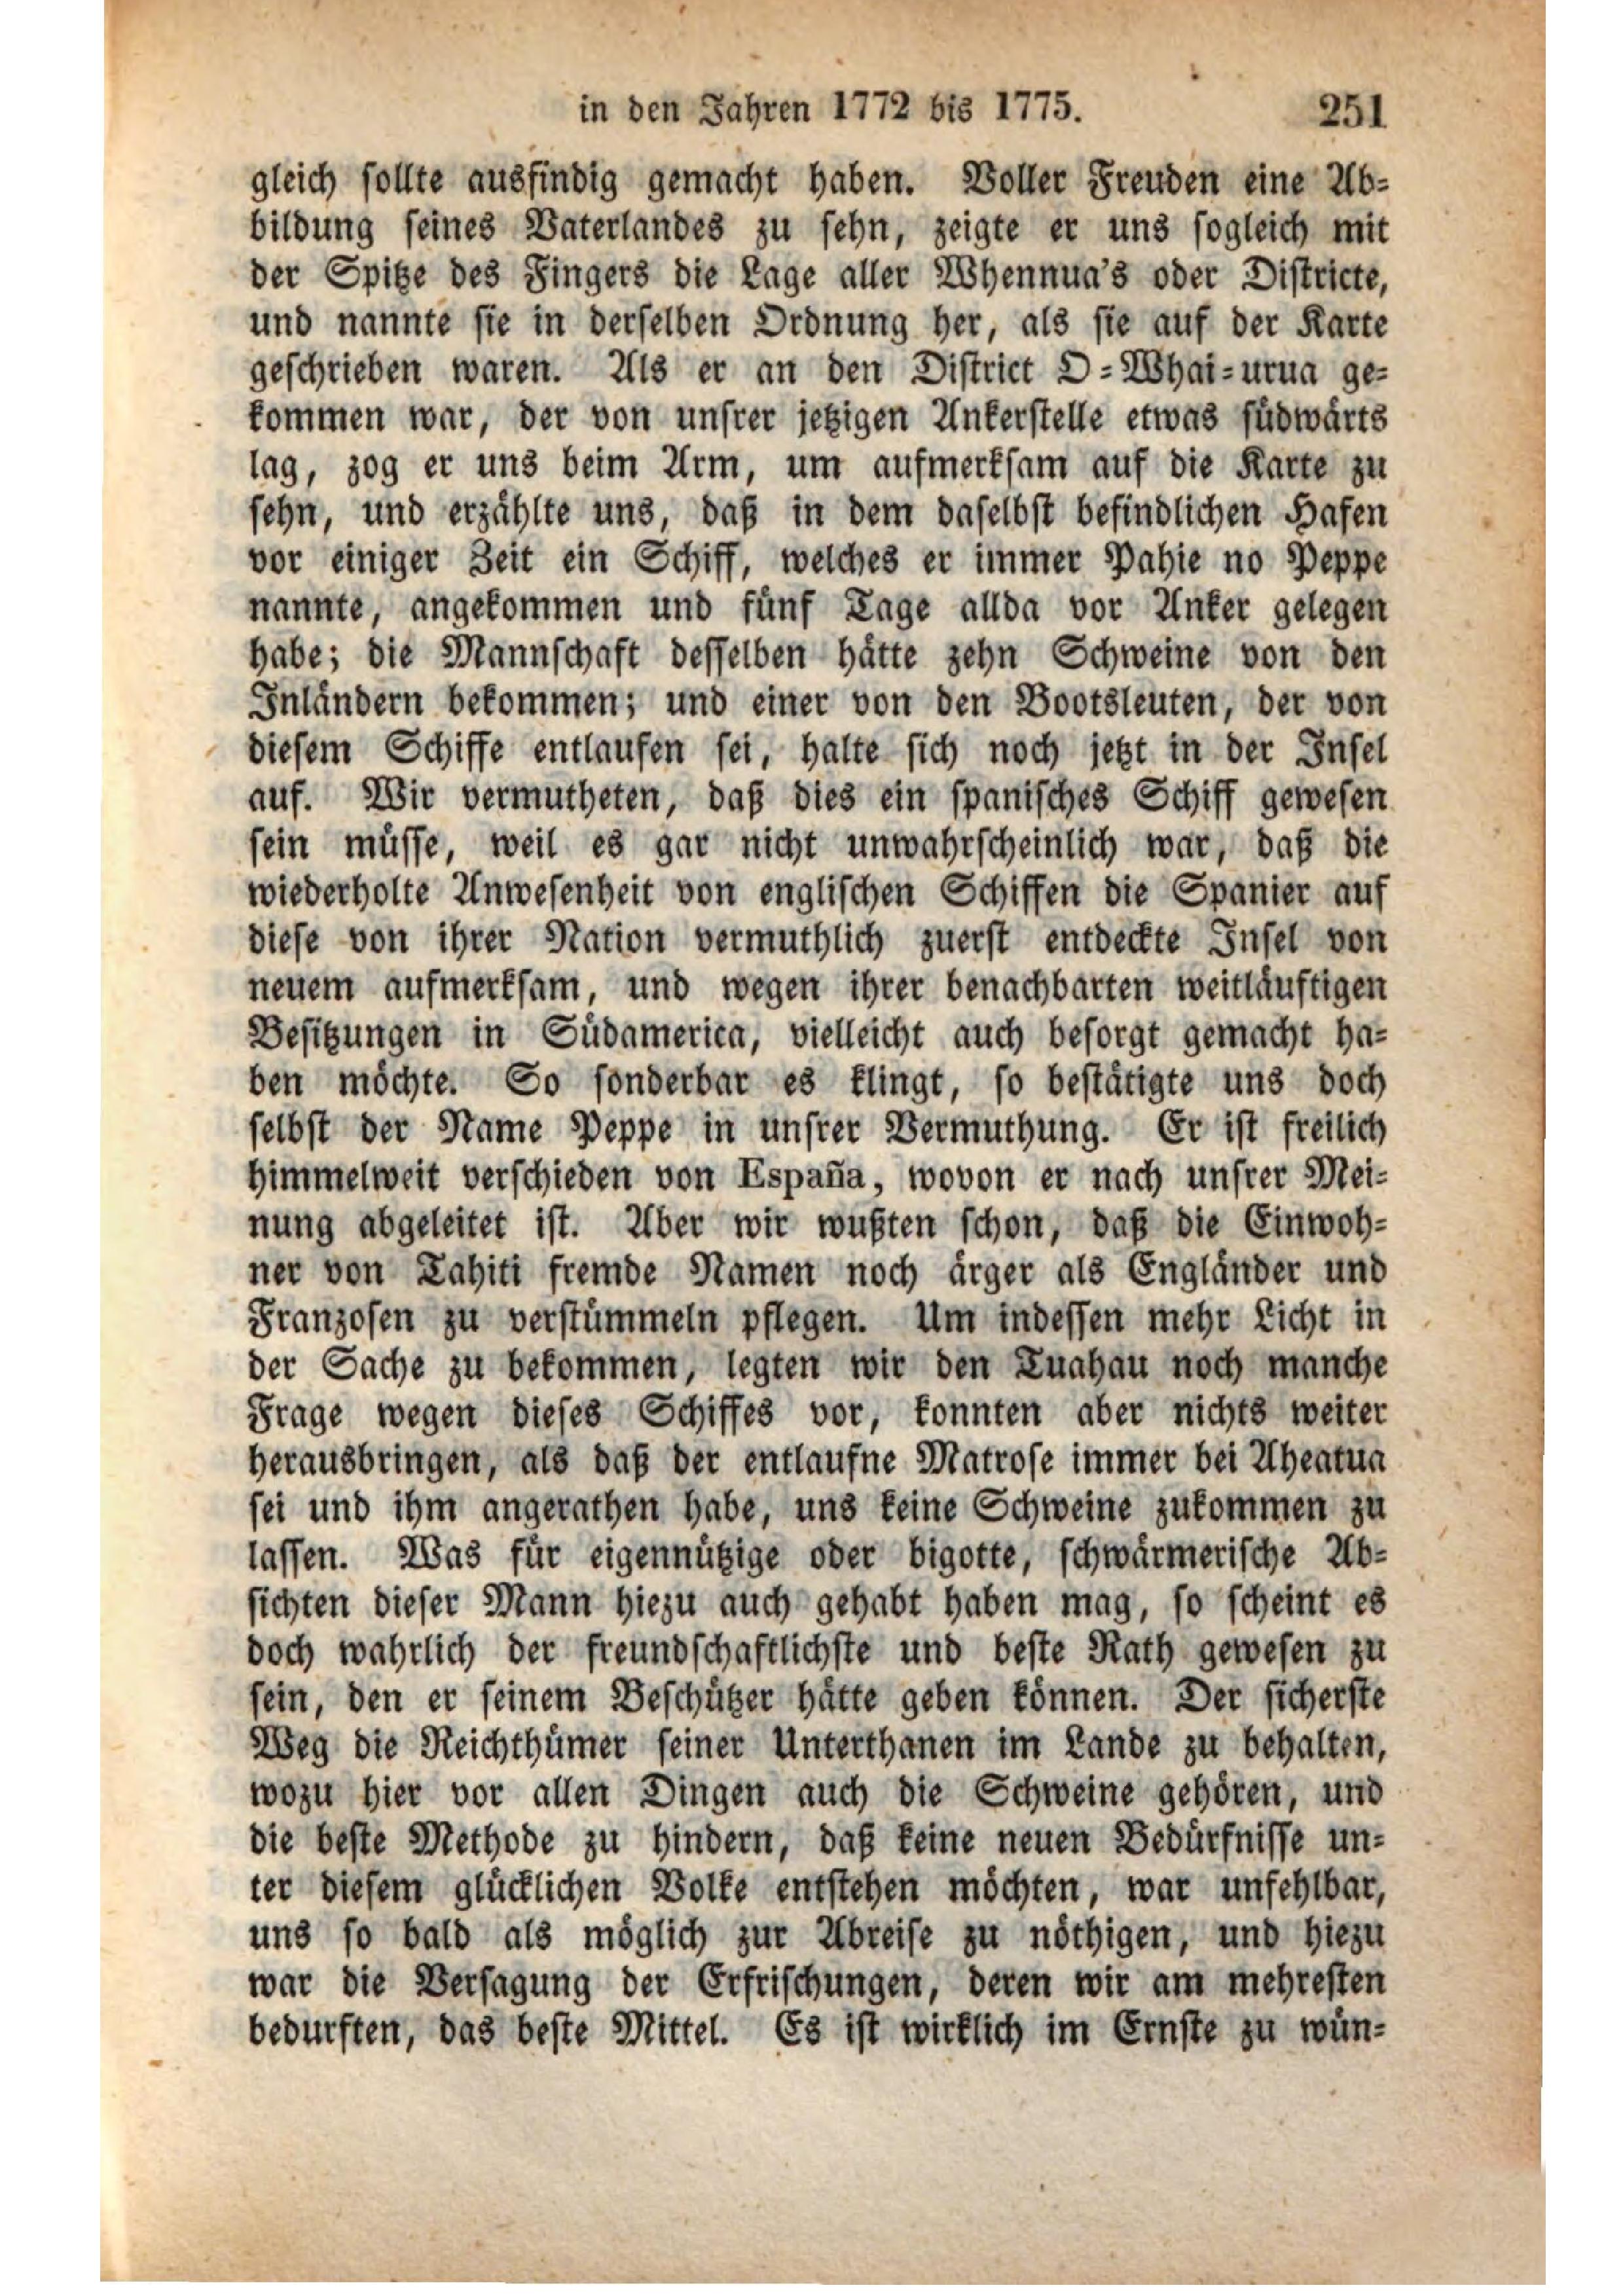 in den Jahren 1772 bis 1775. 251
gleich sollte ausfindig gemacht haben. Voller Freuden eine Ab-
bildung seines Vaterlandes zu sehn, zeigte er uns sogleich mit
der Spitze des Fingers die Lage aller Whennua's oder Districte,
und nannte sie in derselben Ordnung her, als sie auf der Karte
geschrieben waren. Als er an den District O-Whai-urua ge-
kommen war, der von unsrer jetzigen Ankerstelle etwas südwärts
lag, zog er uns beim Arm, um aufmerksam auf die Karte zu
sehn, und erzählte uns, daß in dem daselbst befindlichen Hafen
vor einiger Zeit ein Schiff, welches er immer Pahie no Peppe
nannte, angekommen und fünf Tage allda vor Anker gelegen
habe; die Mannschaft desselben hätte zehn Schweine von den
Inländern bekommen; und einer von den Bootsleuten, der von
diesem Schiffe entlaufen sei, halte sich noch jetzt in der Insel
auf. Wir vermutheten, daß dies ein spanisches Schiff gewesen
sein müsse, weil es gar nicht unwahrscheinlich war, daß die
wiederholte Anwesenheit von englischen Schiffen die Spanier auf
diese von ihrer Nation vermuthlich zuerst entdeckte Insel von
neuem aufmerksam, und wegen ihrer benachbarten weitläuftigen
Besitzungen in Südamerica, vielleicht auch besorgt gemacht ha-
ben möchte. So sonderbar es klingt, so bestätigte uns doch
selbst der Name Peppe in unsrer Vermuthung. Er ist freilich
himmelweit verschieden von España, wovon er nach unsrer Mei-
nung abgeleitet ist. Aber wir wußten schon, daß die Einwoh-
ner von Tahiti fremde Namen noch ärger als Engländer und
Franzosen zu verstümmeln pflegen. Um indessen mehr Licht in
der Sache zu bekommen, legten wir den Tuahau noch manche
Frage wegen dieses Schiffes vor, konnten aber nichts weiter
herausbringen, als daß der entlaufne Matrose immer bei Aheatua
sei und ihm angerathen habe, uns keine Schweine zukommen zu
lassen. Was für eigennützige oder bigotte, schwärmerische Ab-
sichten dieser Mann hiezu auch gehabt haben mag, so scheint es
doch wahrlich der freundschaftlichste und beste Rath gewesen zu
sein, den er seinem Beschützer hätte geben können. Der sicherste
Weg die Reichthümer seiner Unterthanen im Lande zu behalten,
wozu hier vor allen Dingen auch die Schweine gehören, und
die beste Methode zu hindern, daß keine neuen Bedürfnisse un-
ter diesem glücklichen Volke entstehen möchten, war unfehlbar,
uns so bald als möglich zur Abreise zu nöthigen, und hiezu
war die Versagung der Erfrischungen, deren wir am mehresten
bedurften, das beste Mittel. Es ist wirklich im Ernste zu wün-